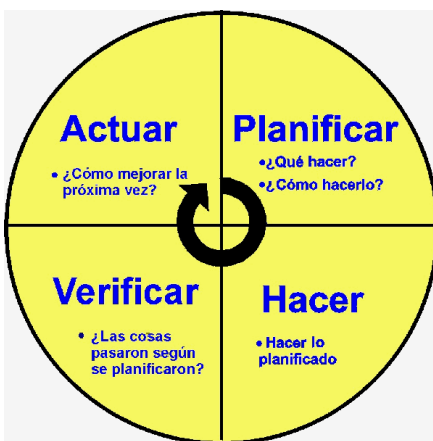 Actuar
• ¿Cómo mejorar la
próxima vez?
Planificar
•¿Qué hacer?
•¿Cómo hacerlo?
Verificar
• ¿Las cosas
pasaron según
se planificaron?
Hacer
• Hacer lo
planificado